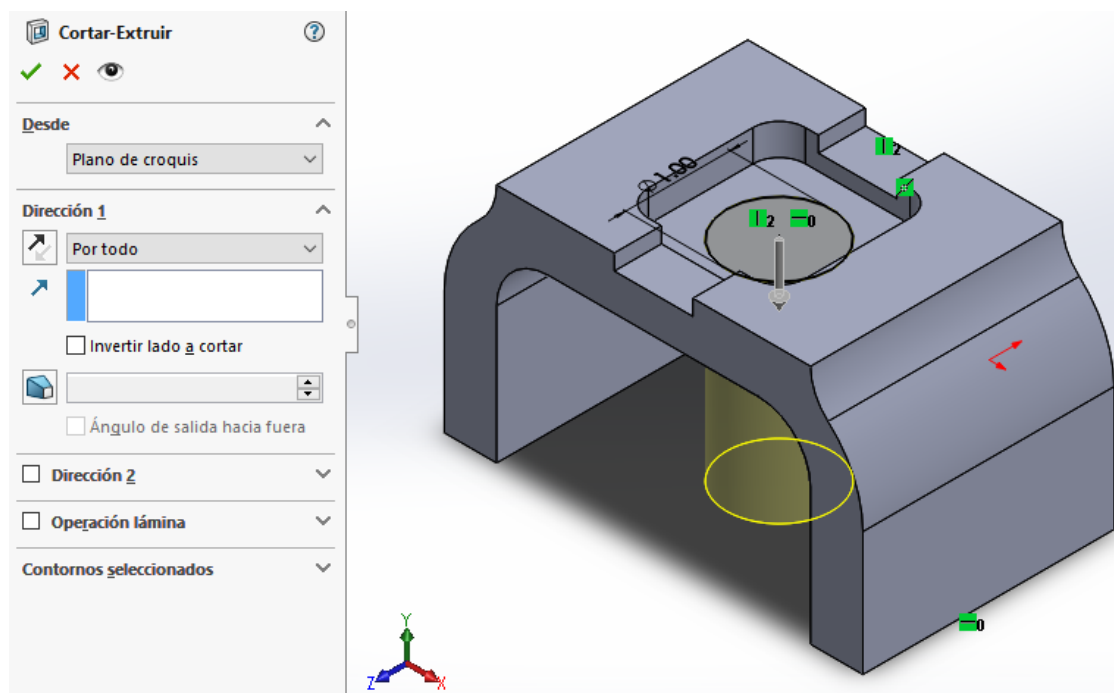 Cortar-Extruir
?
Desde
Plano de croquis
Dirección 1
Por todo
Invertir lado a cortar
Ángulo de salida hacia fuera
Dirección 2
Operación lámina
Contornos seleccionados
⌀1.00
2
2 0
0
Y
Z X